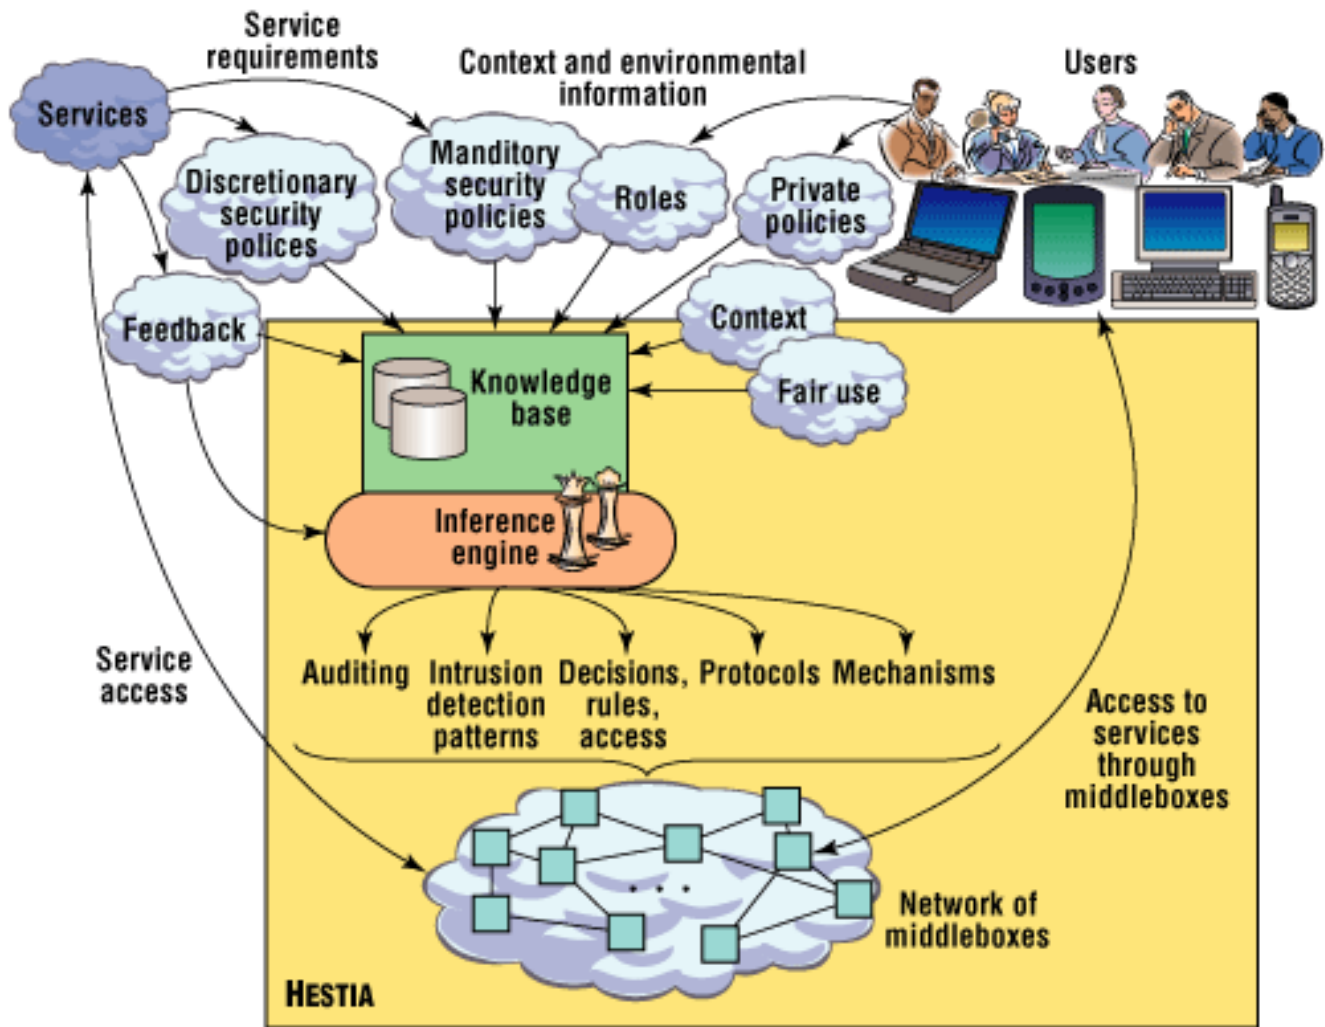 Service
requirements
Context and environmental
information
Users
Services
Discretionary
security
polices
Manditory
security
policies
Roles
Private
policies
Feedback
Context
Fair use
Knowledge
base
Inference
engine
Service
access
Auditing
Intrusion
detection
patterns
Decisions,
rules,
access
Protocols
Mechanisms
Access to
services
through
middleboxes
. . .
Network of
middleboxes
HESTIA